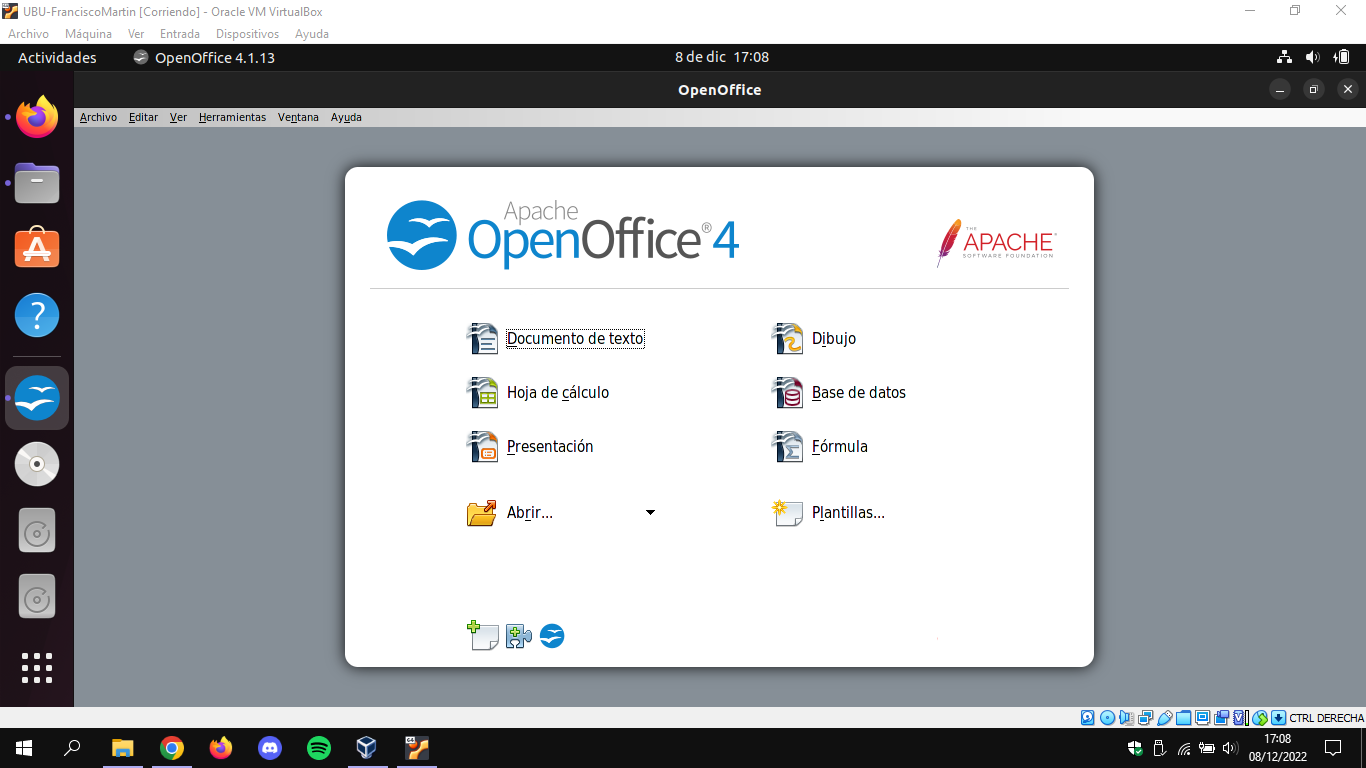 UBU-FranciscoMartin [Corriendo] - Oracle VM VirtualBox
Archivo Máquina Ver Entrada Dispositivos Ayuda
Actividades OpenOffice 4.1.13 8 de dic 17:08
OpenOffice
Archivo Editar Ver Herramientas Ventana Ayuda
Apache
OpenOffice® 4
THE
APACHE®
SOFTWARE FOUNDATION
Documento de texto Dibujo
Hoja de cálculo Base de datos
Presentación Fórmula
Abrir... Plantillas...
CTRL DERECHA
17:08
08/12/2022